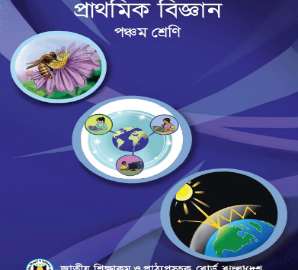 প্রাথমিক বিজ্ঞান
পঞ্চম শ্রেণি
জাতীয় শিক্ষাক্রম ও পাঠ্যপুস্তক বোর্ড বাংলাদেশ